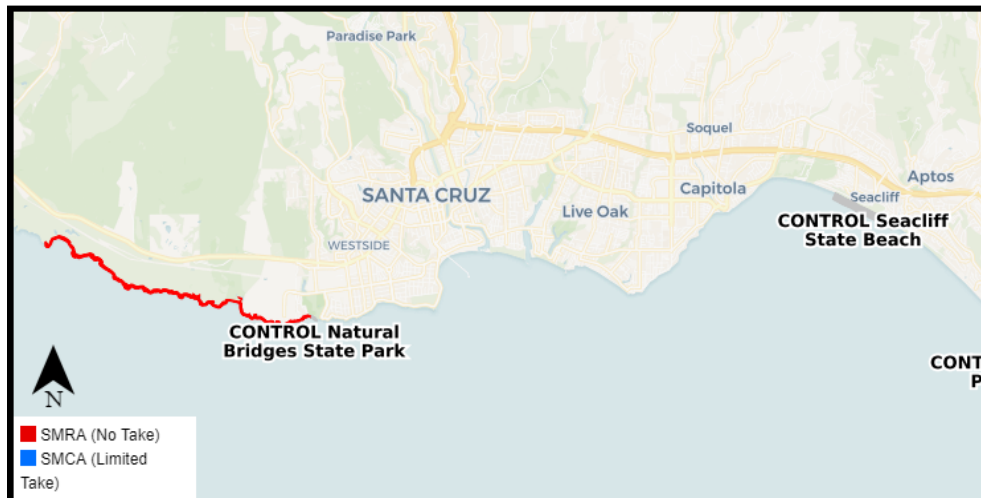 Paradise Park
Soquel
SANTA CRUZ
Capitola
Aptos
Seacliff
Live Oak
CONTROL Seacliff
State Beach
WESTSIDE
CONTROL Natural
Bridges State Park
CONT
P
N
SMRA (No Take)
SMCA (Limited
Take)